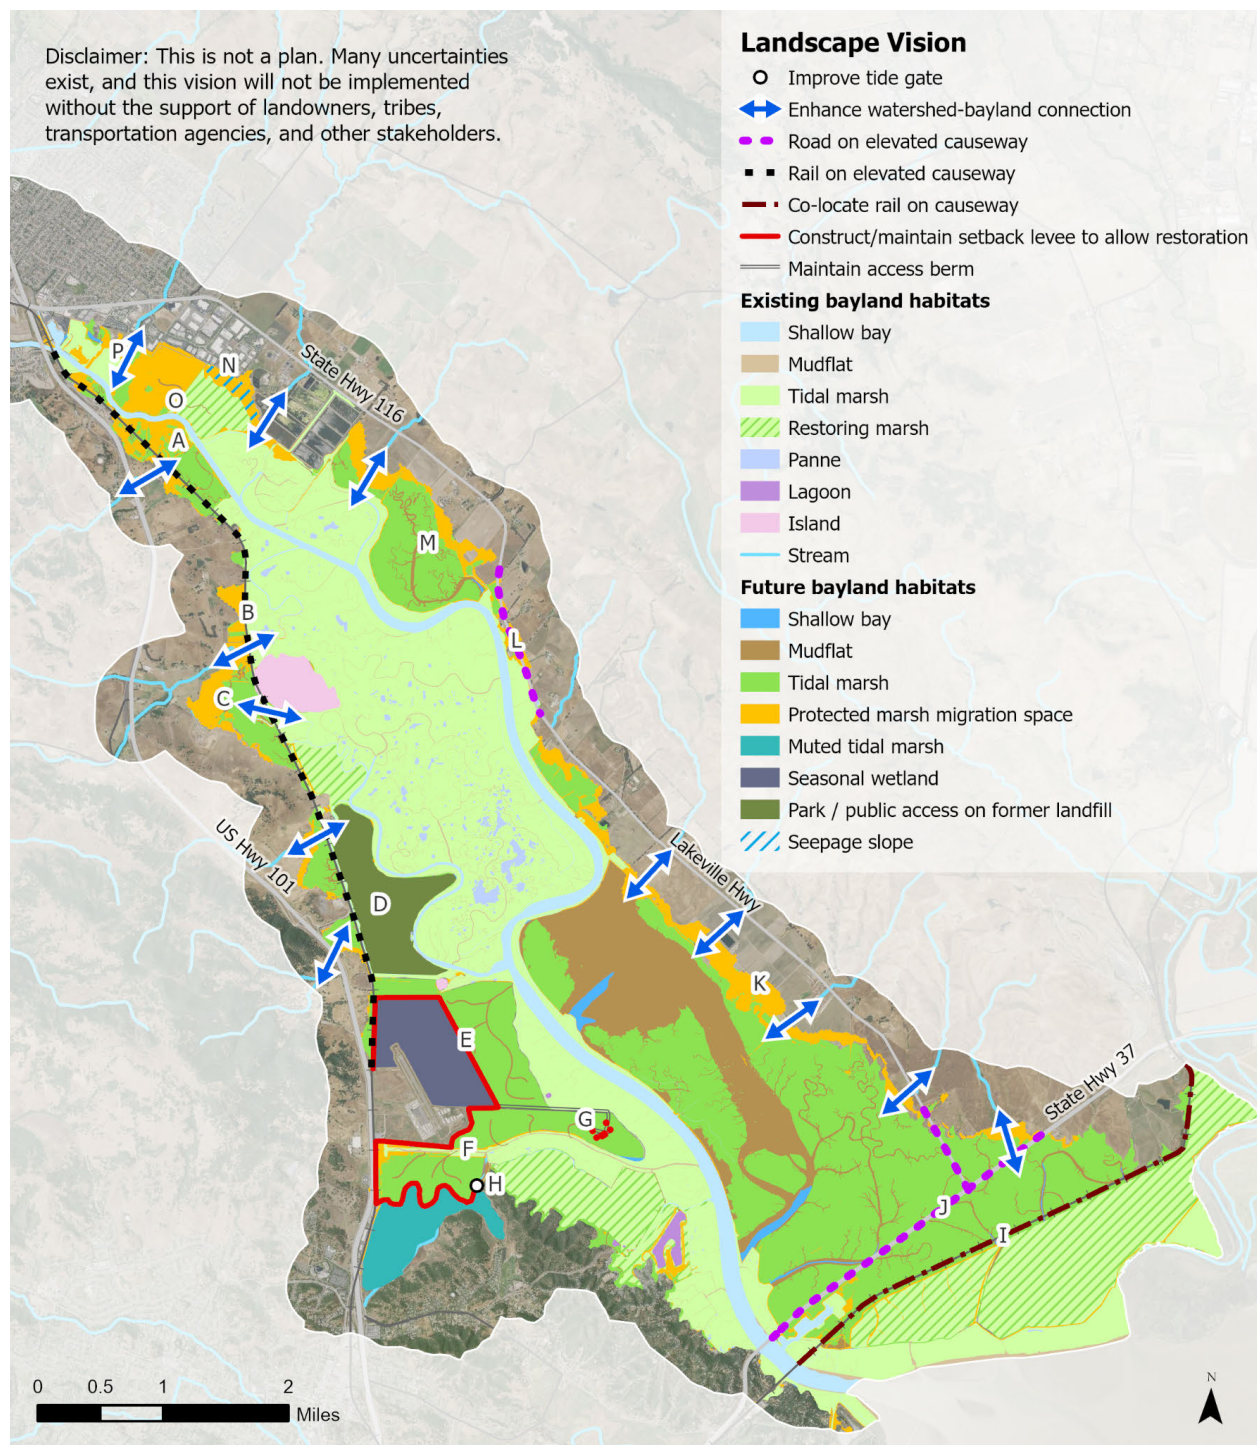 Disclaimer: This is not a plan. Many uncertainties
exist, and this vision will not be implemented
without the support of landowners, tribes,
transportation agencies, and other stakeholders.
Landscape Vision
Improve tide gate
Enhance watershed-bayland connection
Road on elevated causeway
Rail on elevated causeway
Co-locate rail on causeway
Construct/maintain setback levee to allow restoration
Maintain access berm
Existing bayland habitats
Shallow bay
Mudflat
Tidal marsh
Restoring marsh
Panne
Lagoon
Island
Stream
Future bayland habitats
Shallow bay
Mudflat
Tidal marsh
Protected marsh migration space
Muted tidal marsh
Seasonal wetland
Park / public access on former landfill
Seepage slope
P
N
State Hwy 116
O
A
M
B
L
C
US Hwy 101
Lakeville Hwy
D
K
E
State Hwy 37
G
F
H
J
I
0 0.5 1 2
Miles
N